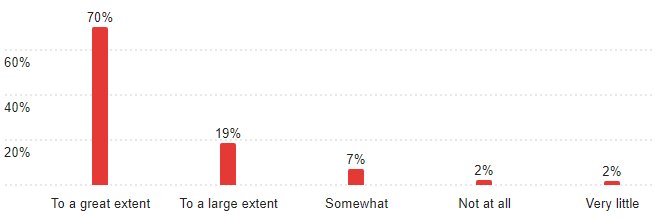 70%
60%
40%
19%
20%
7%
2%
2%
To a great extent
To a large extent
Somewhat
Not at all
Very little